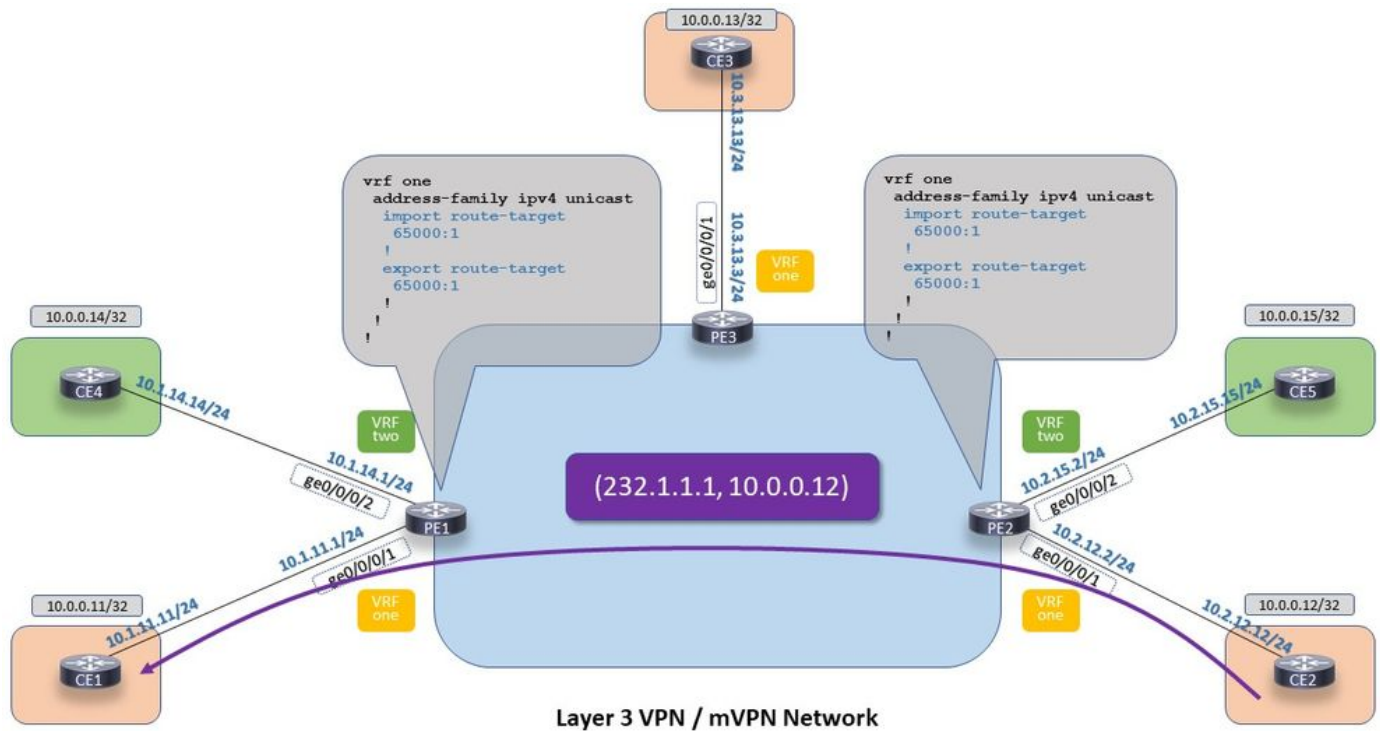 10.0.0.13/32
CE3
10.3.13.13/24
vrf one
address-family ipv4 unicast
import route-target
65000:1
!
export route-target
65000:1
!
!
!
vrf one
address-family ipv4 unicast
import route-target
65000:1
!
export route-target
65000:1
!
!
!
ge0/0/0/1
10.3.13.3/24
VRF
one
PE3
10.0.0.14/32
CE4
10.1.14.14/24
VRF
two
10.1.14.1/24
ge0/0/0/2
10.0.0.15/32
CE5
10.2.15.15/24
VRF
two
10.2.15.2/24
ge0/0/0/2
(232.1.1.1, 10.0.0.12)
PE1
PE2
10.1.11.1/24
ge0/0/0/1
10.2.12.2/24
ge0/0/0/1
VRF
one
VRF
one
10.0.0.11/32
10.1.11.11/24
CE1
10.0.0.12/32
10.2.12.12/24
CE2
Layer 3 VPN / mVPN Network